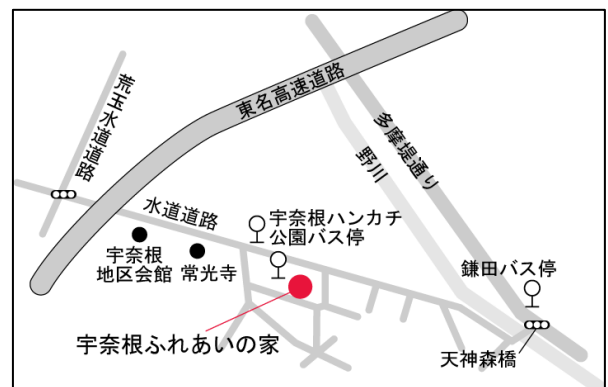 東名高速道路
荒玉水道道路
多摩堤通り
野川
水道道路
宇奈根ハンカチ
公園バス停
宇奈根
地区会館
常光寺
鎌田バス停
宇奈根ふれあいの家
天神森橋